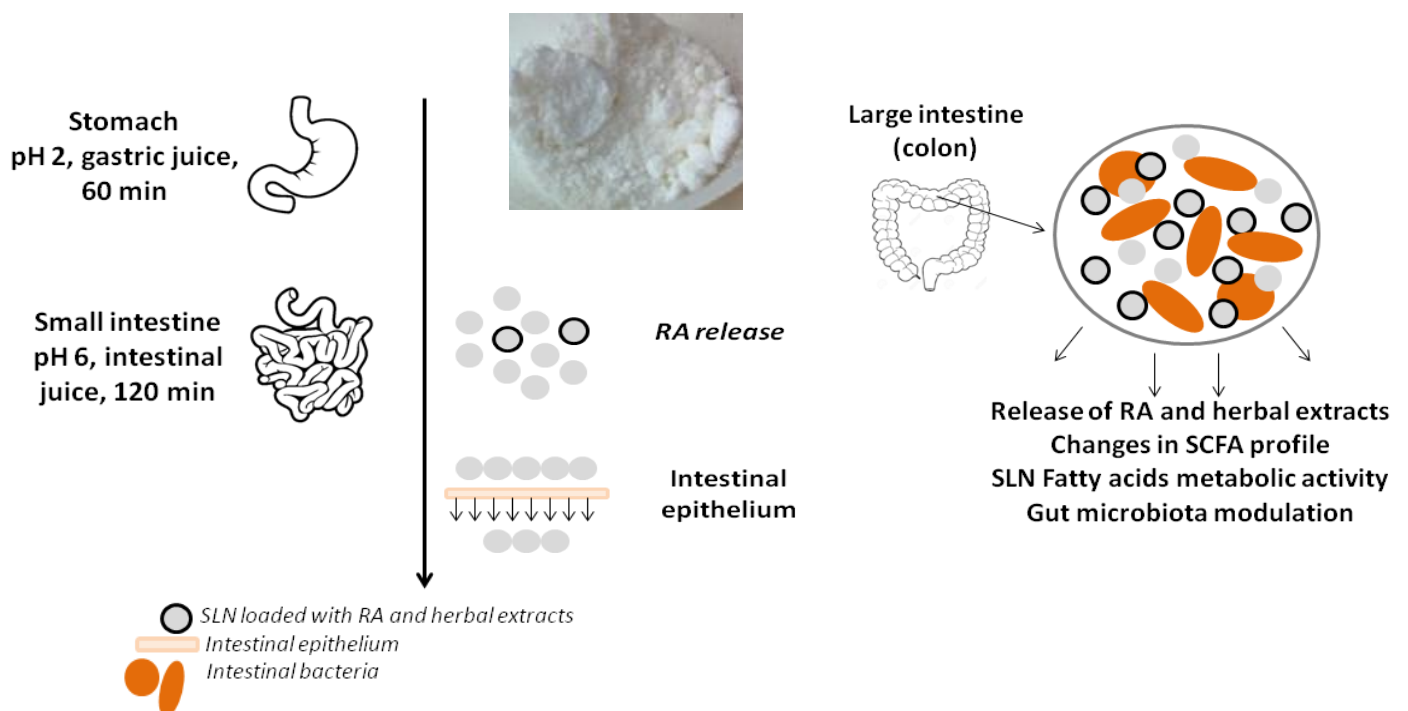 Stomach
pH 2, gastric juice,
60 min
Small intestine
pH 6, intestinal
juice, 120 min
RA release
Intestinal
epithelium
SLN loaded with RA and herbal extracts
Intestinal epithelium
Intestinal bacteria
Large intestine
(colon)
Release of RA and herbal extracts
Changes in SCFA profile
SLN Fatty acids metabolic activity
Gut microbiota modulation